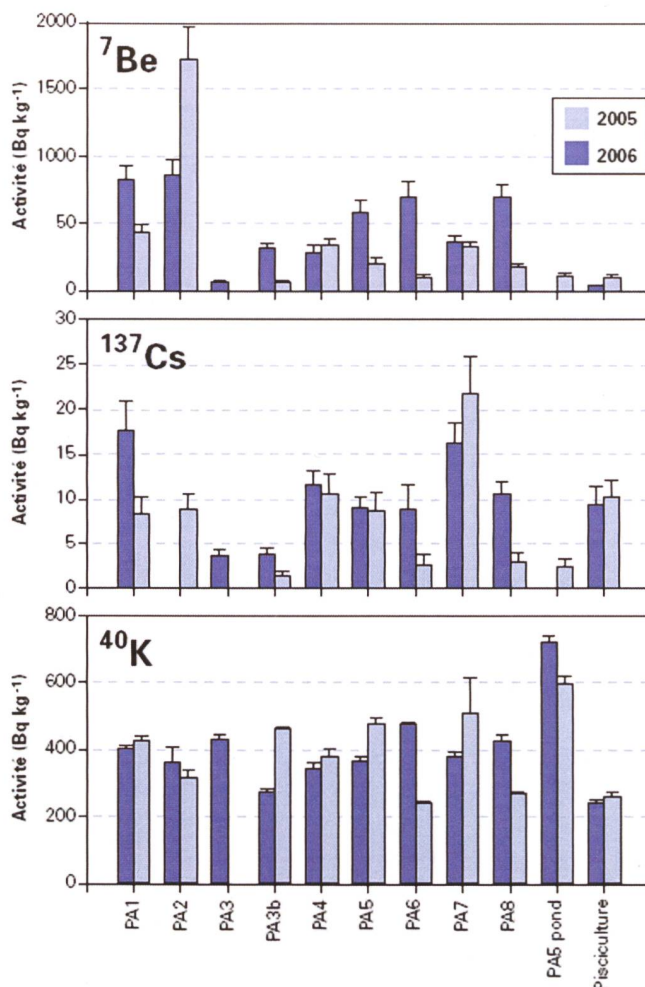 ⁷Be
Activité (Bq kg⁻¹)
2000
1500
1000
50
0
2005
2006
¹³⁷Cs
Activité (Bq kg⁻¹)
30
25
20
15
10
5
0
⁴⁰K
Activité (Bq kg⁻¹)
800
600
400
200
0
PA1
PA2
PA3
PA3b
PA4
PA5
PA6
PA7
PA8
PA5 pond
Pisciculture